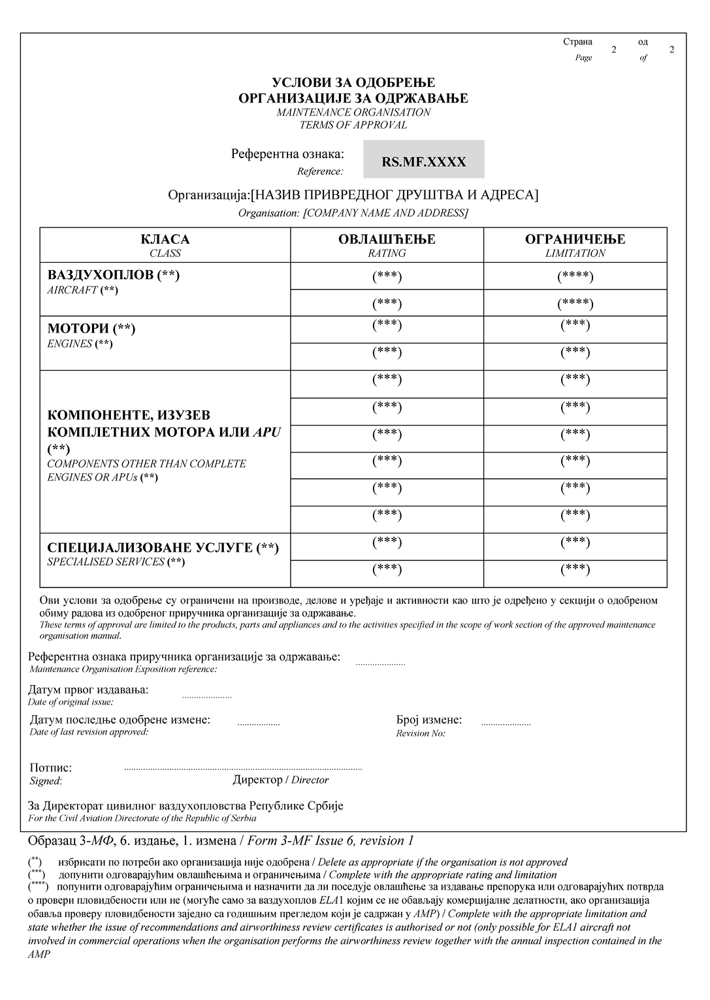 Страна 2 од 2
Page of
УСЛОВИ ЗА ОДОБРЕЊЕ
ОРГАНИЗАЦИЈЕ ЗА ОДРЖАВАЊЕ
MAINTENANCE ORGANISATION
TERMS OF APPROVAL
Референтна ознака:
Reference:
RS.MF.XXXX
Организација:[НАЗИВ ПРИВРЕДНОГ ДРУШТВА И АДРЕСА]
Organisation: [COMPANY NAME AND ADDRESS]
КЛАСА ОВЛАШЋЕЊЕ ОГРАНИЧЕЊЕ
CLASS RATING LIMITATION
ВАЗДУХОПЛОВ (**) (***) (****)
AIRCRAFT (**)
(***) (****)
МОТОРИ (**) (***) (***)
ENGINES (**)
(***) (***)
(***) (***)
(***) (***)
КОМПОНЕНТЕ, ИЗУЗЕВ
КОМПЛЕТНИХ МОТОРА ИЛИ APU
(***) (***)
(**)
COMPONENTS OTHER THAN COMPLETE
(***) (***)
ENGINES OR APUs (**)
(***) (***)
(***) (***)
СПЕЦИЈАЛИЗОВАНЕ УСЛУГЕ (**) (***) (***)
SPECIALISED SERVICES (**)
(***) (***)
Ови услови за одобрење су ограничени на производе, делове и уређаје и активности као што је одређено у секцији о одобреном
обиму радова из одобреног приручника организације за одржавање.
These terms of approval are limited to the products, parts and appliances and to the activities specified in the scope of work section of the approved maintenance
organisation manual.
Референтна ознака приручника организације за одржавање: .....................
Maintenance Organisation Exposition reference:
Датум првог издавања: .....................
Date of original issue:
Датум последње одобрене измене: .................. Број измене: .....................
Date of last revision approved: Revision No:
Потпис: ......................................................................................................
Signed: Директор / Director
За Директорат цивилног ваздухопловства Републике Србије
For the Civil Aviation Directorate of the Republic of Serbia
Образац 3-МФ, 6. издање, 1. измена / Form 3-MF Issue 6, revision 1
(**) избрисати по потреби ако организација није одобрена / Delete as appropriate if the organisation is not approved
(***) допунити одговарајућим овлашћењима и ограничењима / Complete with the appropriate rating and limitation
(****) попунити одговарајућим ограничењима и назначити да ли поседује овлашћење за издавање препорука или одговарајућих потврда
о провери пловидбености или не (могуће само за ваздухоплов ELA1 којим се не обављају комерцијалне делатности, ако организација
обавља проверу пловидбености заједно са годишњим прегледом који је садржан у AMP) / Complete with the appropriate limitation and
state whether the issue of recommendations and airworthiness review certificates is authorised or not (only possible for ELA1 aircraft not
involved in commercial operations when the organisation performs the airworthiness review together with the annual inspection contained in the
AMP